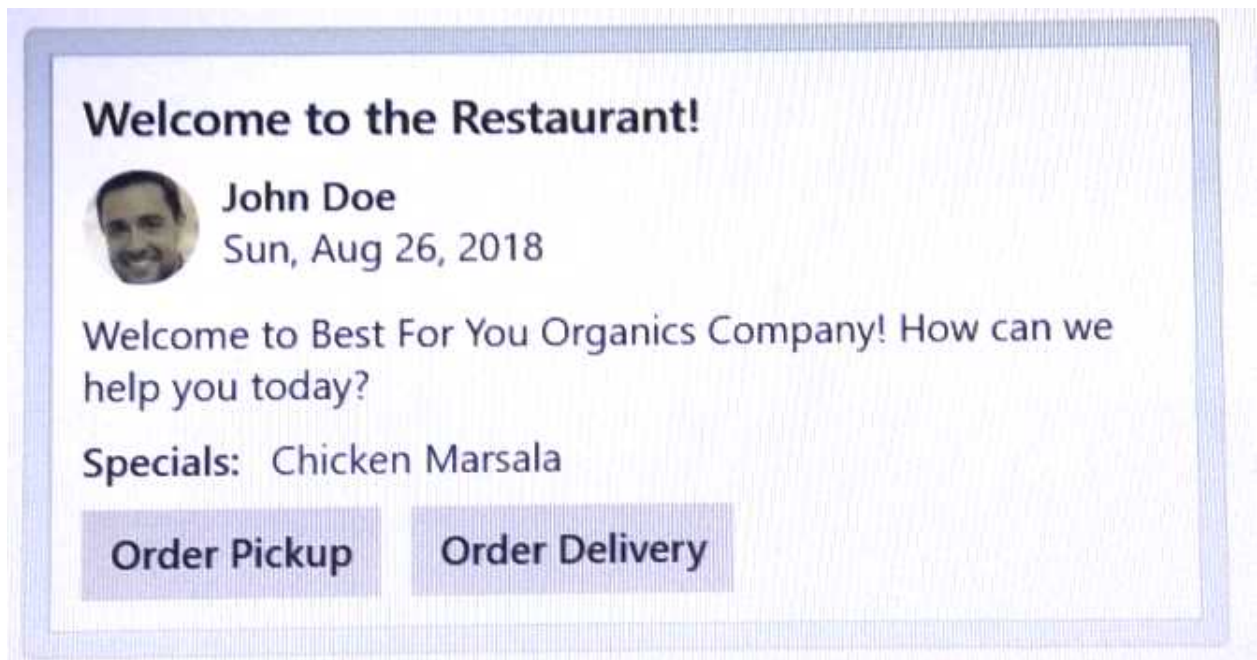 Welcome to the Restaurant!
John Doe
Sun, Aug 26, 2018
Welcome to Best For You Organics Company! How can we
help you today?
Specials: Chicken Marsala
Order Pickup
Order Delivery